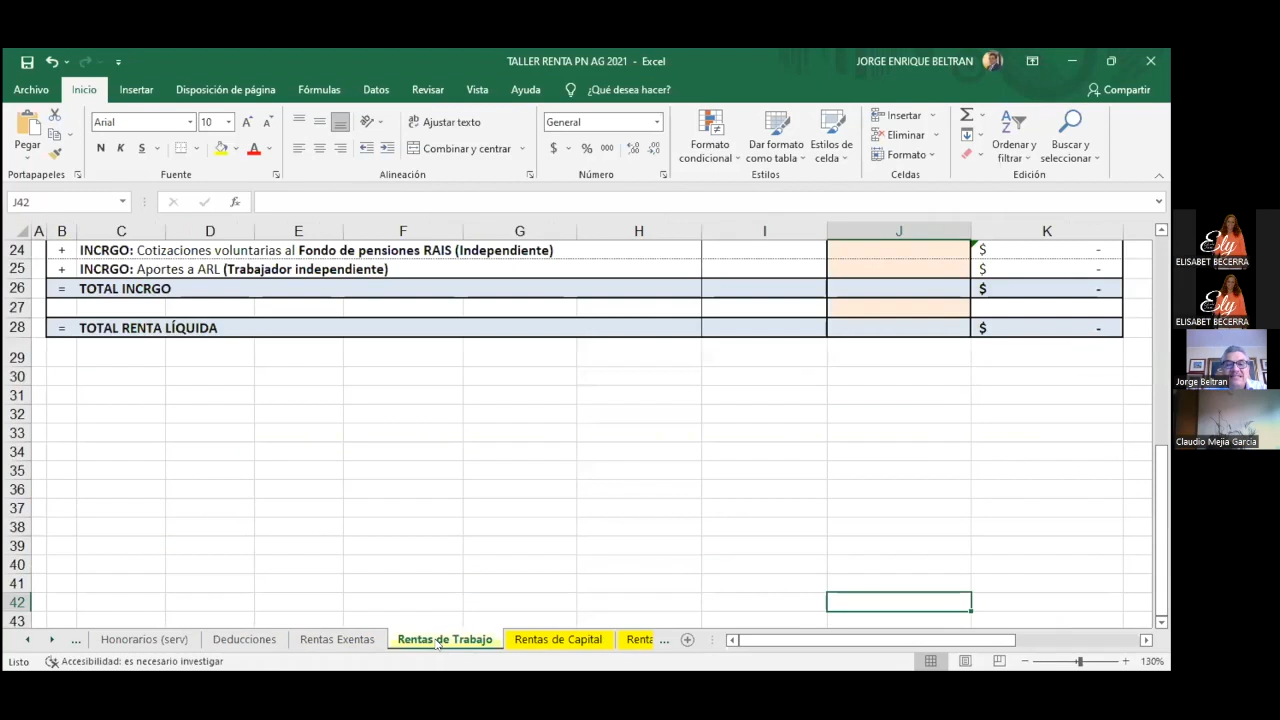 TALLER RENTA PN AG 2021 - Excel
JORGE ENRIQUE BELTRAN
Archivo Inicio Insertar Disposición de página Fórmulas Datos Revisar Vista Ayuda ¿Qué desea hacer? Compartir
Pegar
Arial 10
N K S
Ajustar texto
Combinar y centrar
General
$ % 000
Formato condicional
Dar formato como tabla
Estilos de celda
Insertar
Eliminar
Formato
Ordenar y filtrar
Buscar y seleccionar
Portapapeles Fuente Alineación Número Estilos Celdas Edición
J42 fx
A B C D E F G H I J K
24 + INCRGO: Cotizaciones voluntarias al Fondo de pensiones RAIS (Independiente) $ -
25 + INCRGO: Aportes a ARL (Trabajador independiente) $ -
26 = TOTAL INCRGO $ -
27
28 = TOTAL RENTA LÍQUIDA $ -
29
30
31
32
33
34
35
36
37
38
39
40
41
42
43
... Honorarios (serv) Deducciones Rentas Exentas Rentas de Trabajo Rentas de Capital Renta ...
Listo Accesibilidad: es necesario investigar 130%
Ely
ELISABET BECERRA
Ely
ELISABET BECERRA
Jorge Beltran
Claudio Mejia Garcia